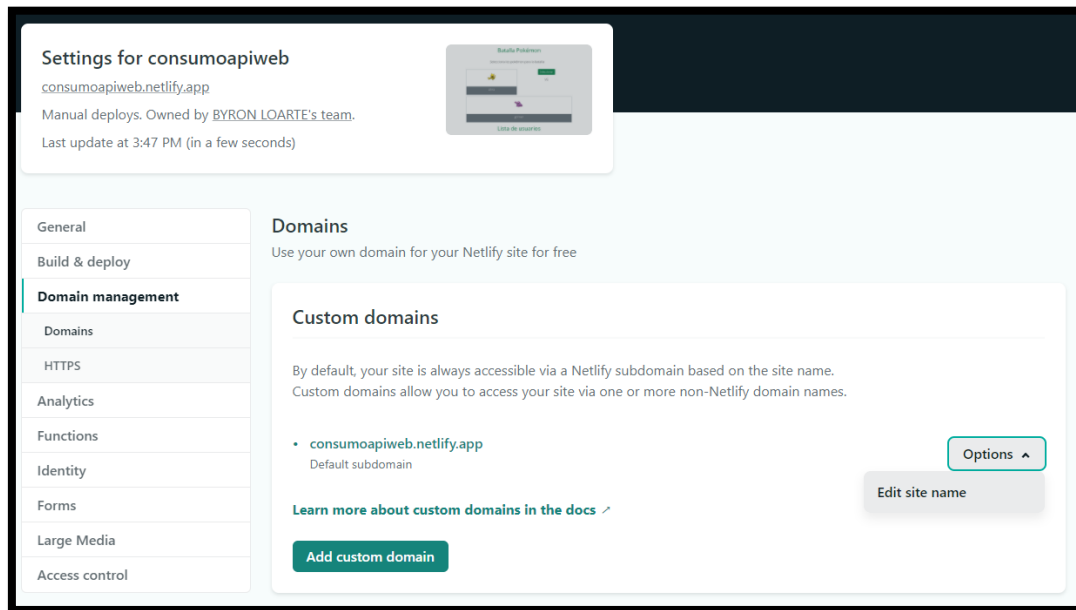 Settings for consumoapiweb
consumoapiweb.netlify.app
Manual deploys. Owned by BYRON LOARTE's team.
Last update at 3:47 PM (in a few seconds)
Batalla Pokémon
Lista de usuarios
General
Build & deploy
Domain management
Domains
HTTPS
Analytics
Functions
Identity
Forms
Large Media
Access control
Domains
Use your own domain for your Netlify site for free
Custom domains
By default, your site is always accessible via a Netlify subdomain based on the site name.
Custom domains allow you to access your site via one or more non-Netlify domain names.
• consumoapiweb.netlify.app
Default subdomain
Options
Edit site name
Learn more about custom domains in the docs ↗
Add custom domain